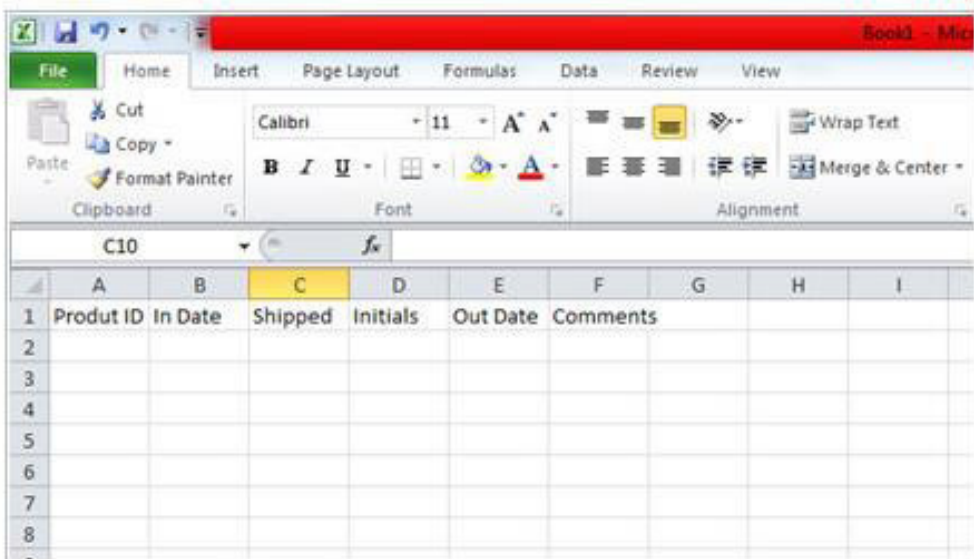 Book1 - Mic
File Home Insert Page Layout Formulas Data Review View
Cut
Calibri 11 A A Wrap Text
Copy
Paste
Format Painter B I U A Merge & Center
Clipboard Font Alignment
C10 fx
A B C D E F G H I
1 Produt ID In Date Shipped Initials Out Date Comments
2
3
4
5
6
7
8